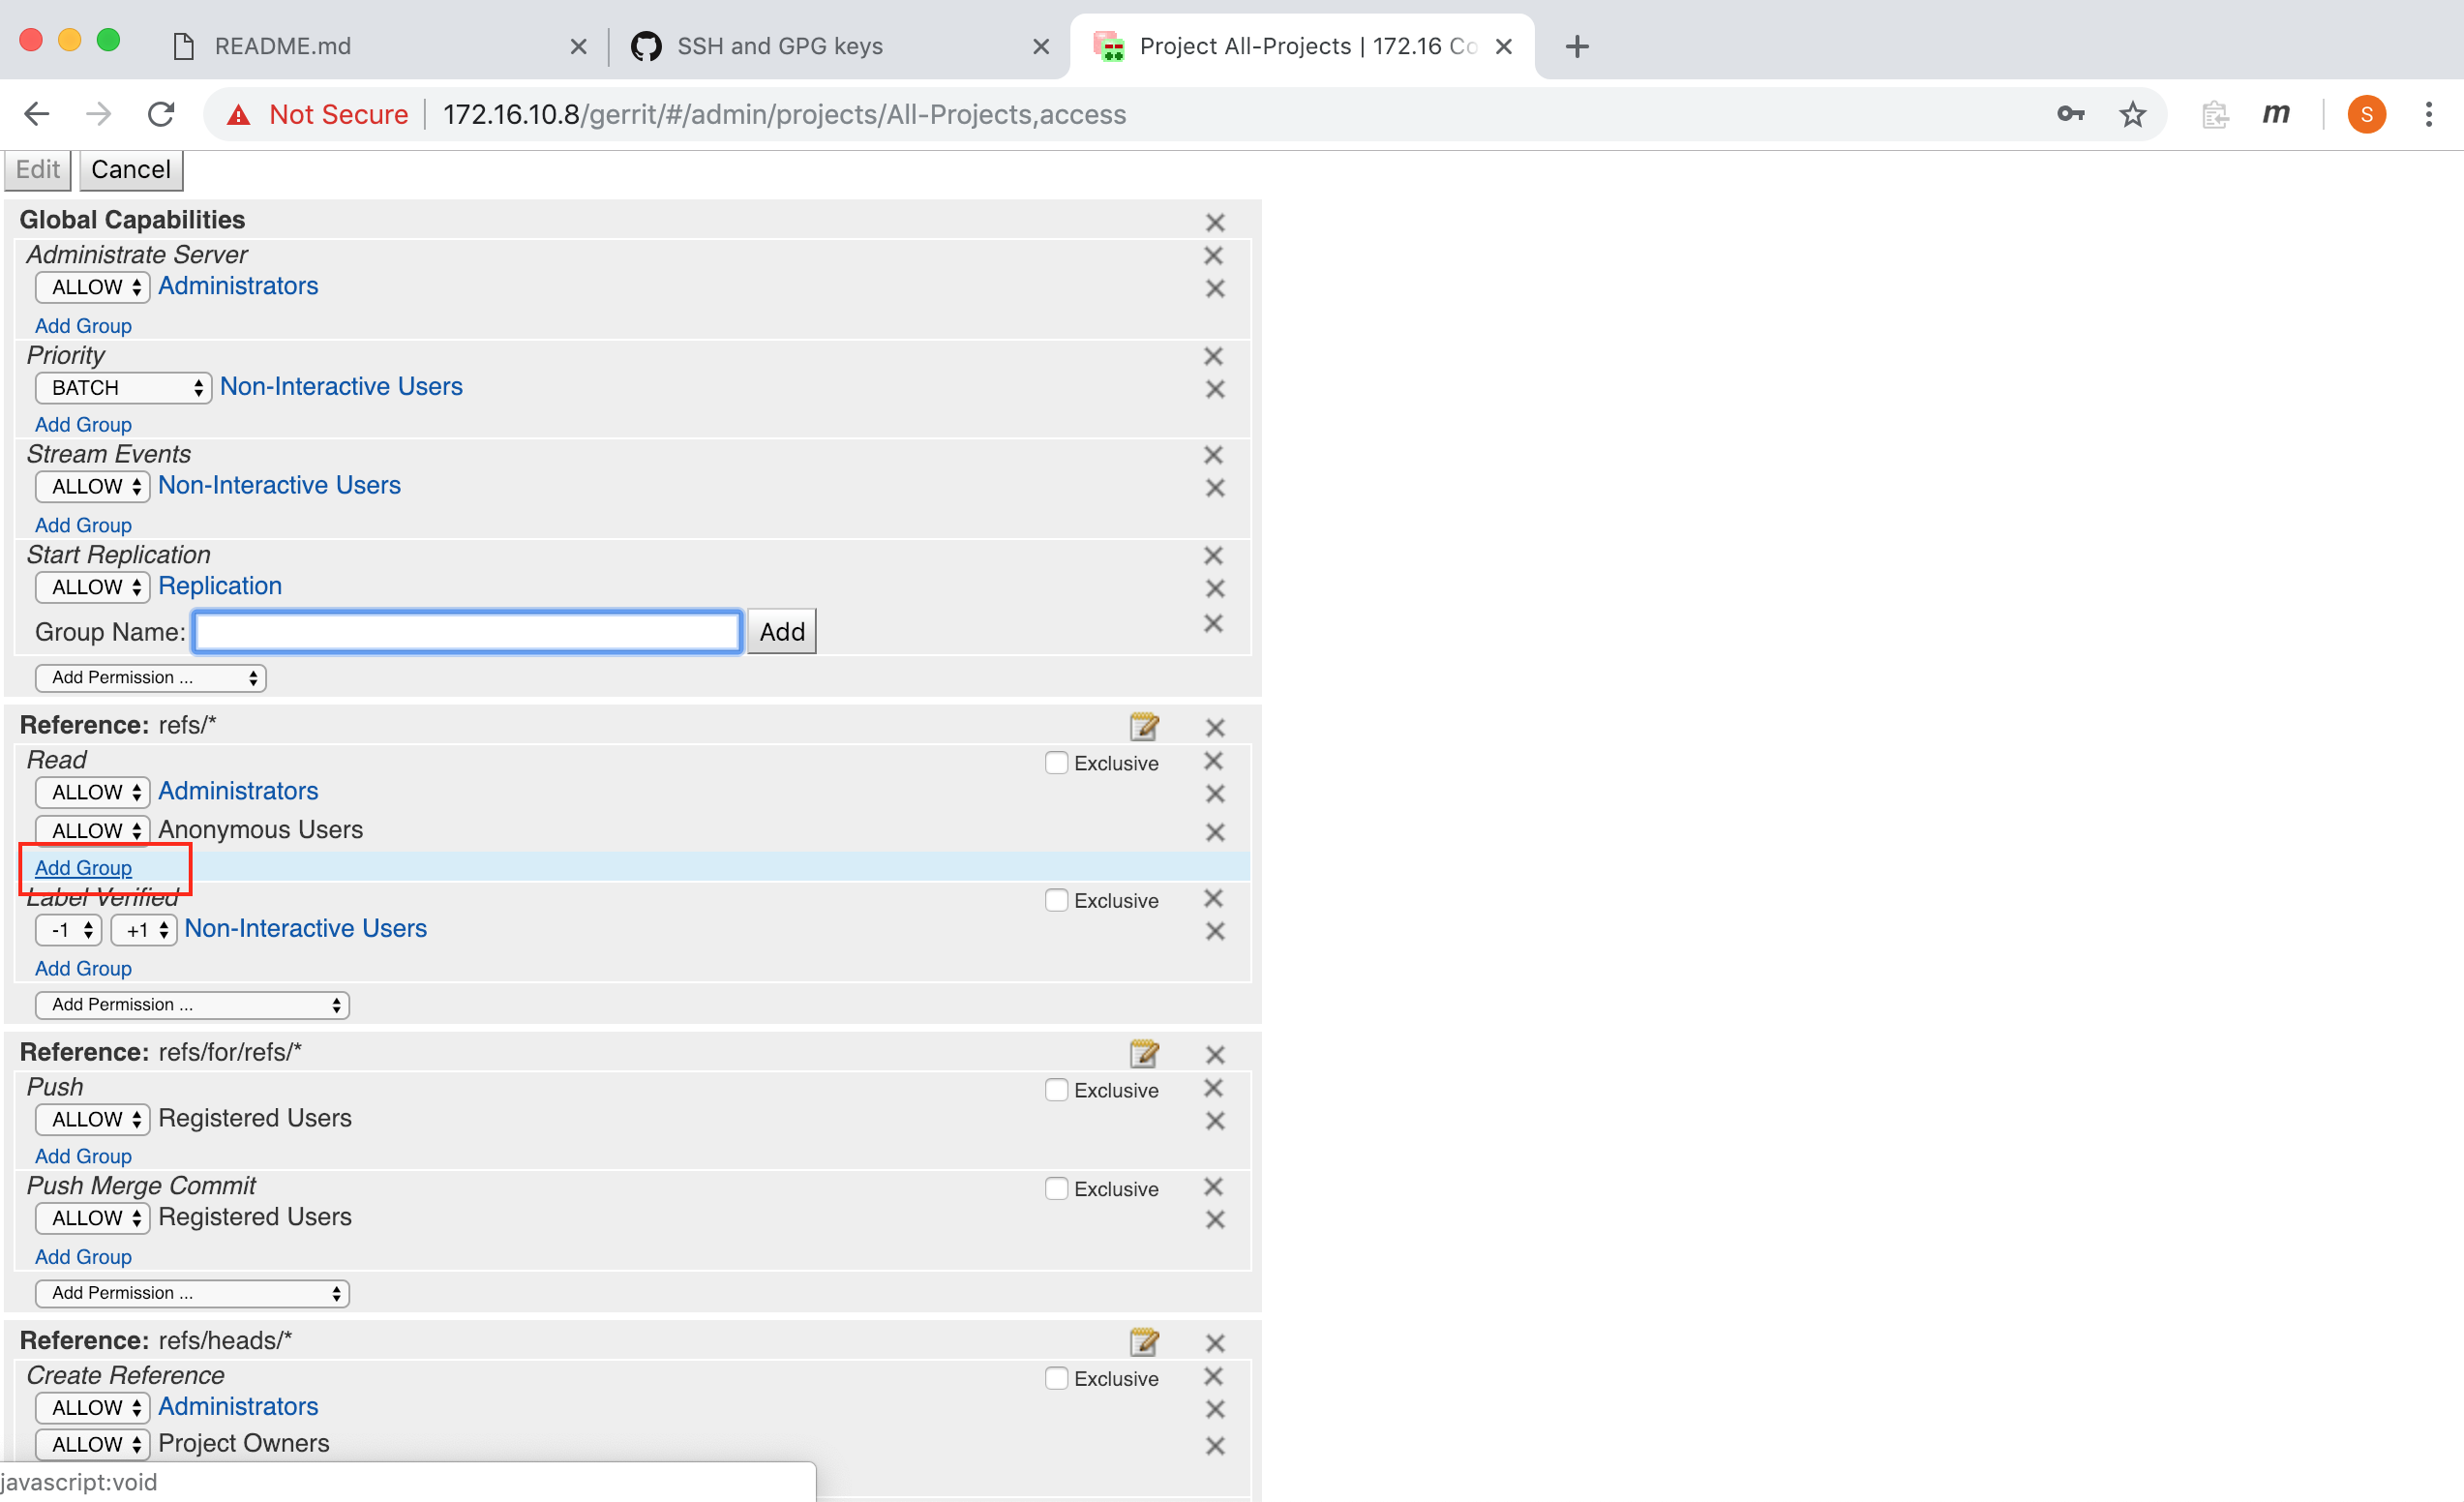 README.md
SSH and GPG keys
Project All-Projects | 172.16 Co
Not Secure 172.16.10.8/gerrit/#/admin/projects/All-Projects,access
m
S
Edit Cancel
Global Capabilities
Administrate Server
ALLOW Administrators
Add Group
Priority
BATCH Non-Interactive Users
Add Group
Stream Events
ALLOW Non-Interactive Users
Add Group
Start Replication
ALLOW Replication
Group Name: Add
Add Permission ...
Reference: refs/*
Read Exclusive
ALLOW Administrators
ALLOW Anonymous Users
Add Group
Label Verified Exclusive
-1 +1 Non-Interactive Users
Add Group
Add Permission ...
Reference: refs/for/refs/*
Push Exclusive
ALLOW Registered Users
Add Group
Push Merge Commit Exclusive
ALLOW Registered Users
Add Group
Add Permission ...
Reference: refs/heads/*
Create Reference Exclusive
ALLOW Administrators
ALLOW Project Owners
javascript:void